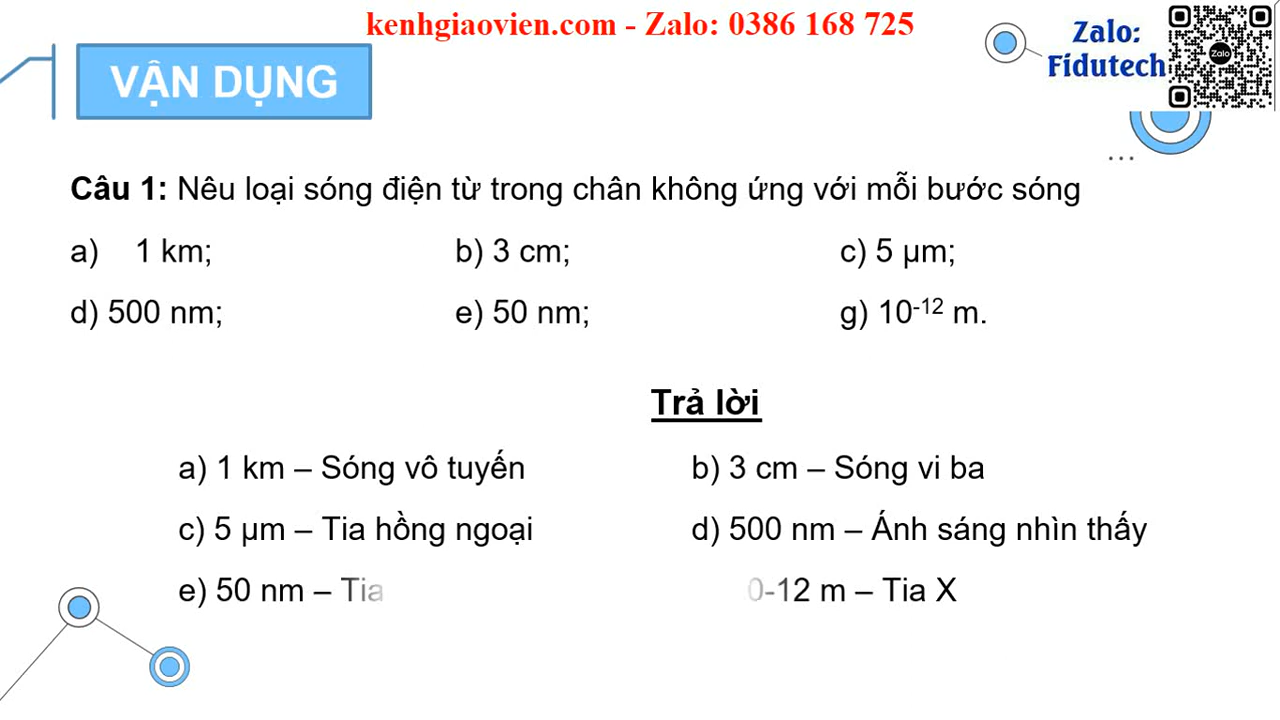 kenhgiaovien.com - Zalo: 0386 168 725
Zalo:
Fidutech
Zalo
VẬN DỤNG
...
Câu 1: Nêu loại sóng điện từ trong chân không ứng với mỗi bước sóng
a) 1 km; b) 3 cm; c) 5 μm;
d) 500 nm; e) 50 nm; g) 10⁻¹² m.
Trả lời
a) 1 km – Sóng vô tuyến b) 3 cm – Sóng vi ba
c) 5 μm – Tia hồng ngoại d) 500 nm – Ánh sáng nhìn thấy
e) 50 nm – Tia 0-12 m – Tia X